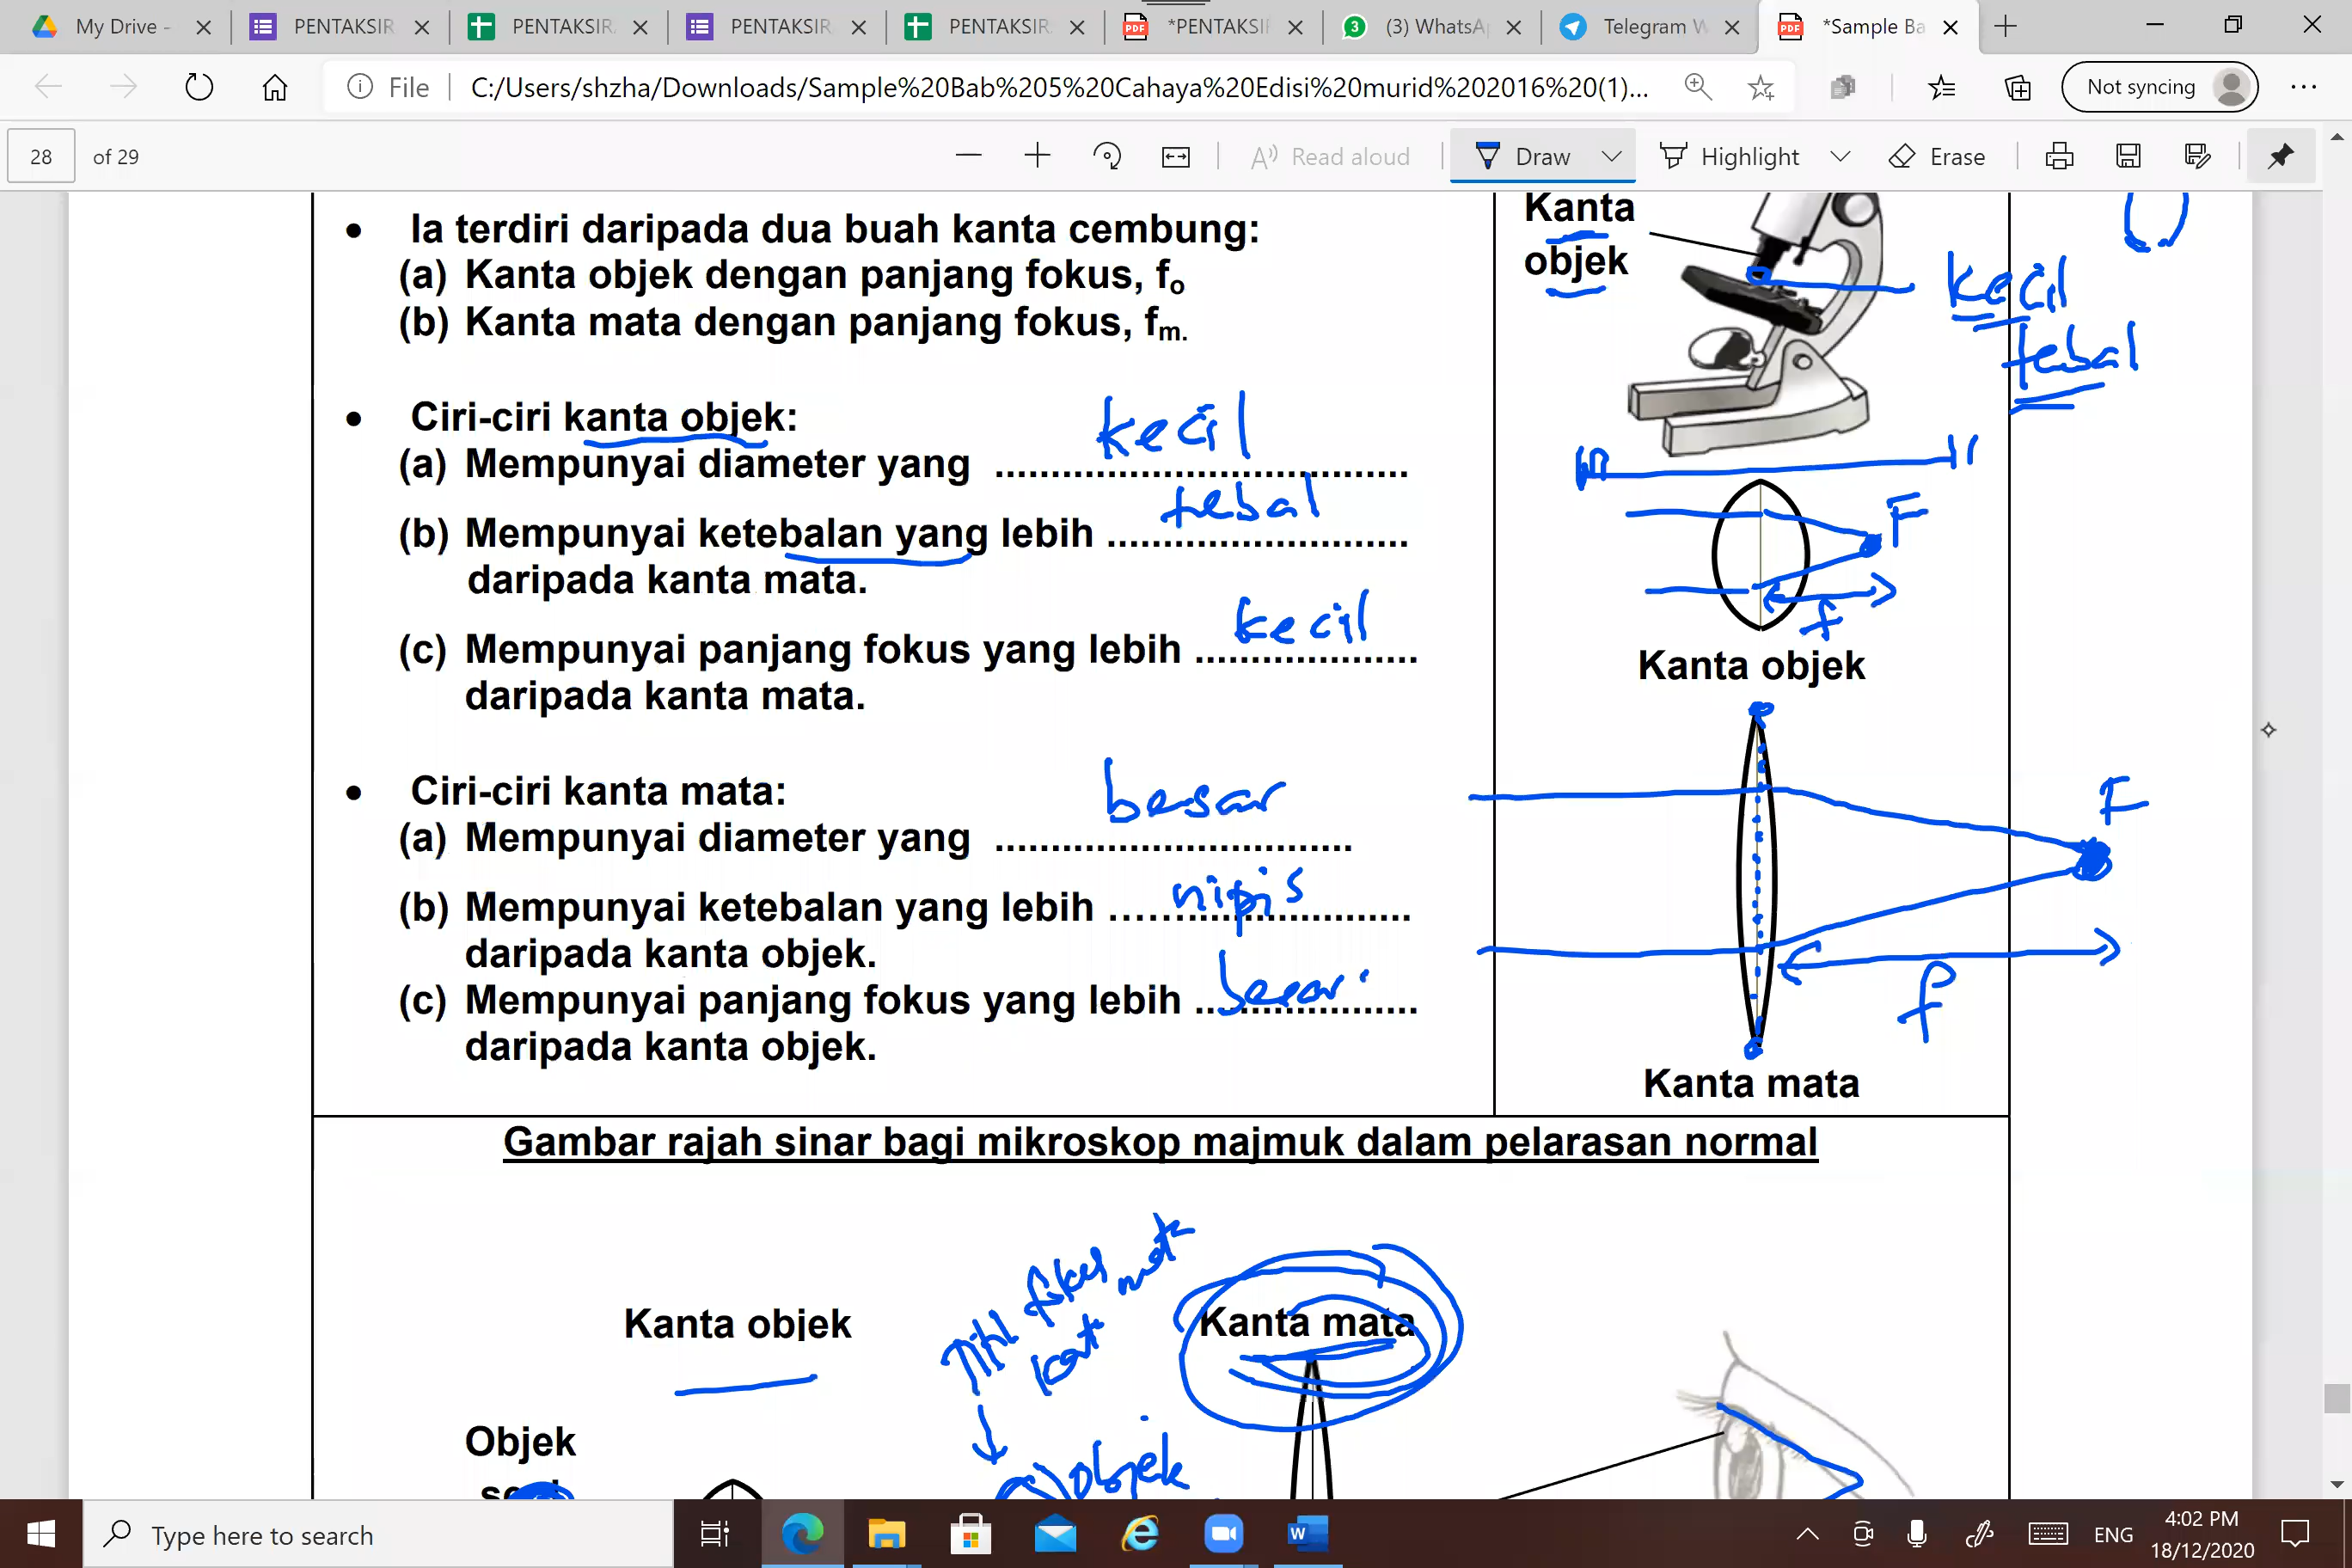 My Drive -
PENTAKSIR
PENTAKSIR
PENTAKSIR
PENTAKSIR
*PENTAKSI
(3) WhatsA
Telegram W
*Sample Ba
File
C:/Users/shzha/Downloads/Sample%20Bab%205%20Cahaya%20Edisi%20murid%202016%20(1)...
Not syncing
28 of 29
Read aloud
Draw
Highlight
Erase
• Ia terdiri daripada dua buah kanta cembung:
(a) Kanta objek dengan panjang fokus, fo
(b) Kanta mata dengan panjang fokus, fm.
Kanta
objek
kecil
tebal
• Ciri-ciri kanta objek:
(a) Mempunyai diameter yang kecil
(b) Mempunyai ketebalan yang lebih tebal
daripada kanta mata.
(c) Mempunyai panjang fokus yang lebih kecil
daripada kanta mata.
F
f
Kanta objek
• Ciri-ciri kanta mata:
(a) Mempunyai diameter yang besar
(b) Mempunyai ketebalan yang lebih nipis
daripada kanta objek.
(c) Mempunyai panjang fokus yang lebih besar
daripada kanta objek.
F
f
Kanta mata
Gambar rajah sinar bagi mikroskop majmuk dalam pelarasan normal
Kanta objek
Kanta mata
Objek
objek
Type here to search
ENG
4:02 PM
18/12/2020